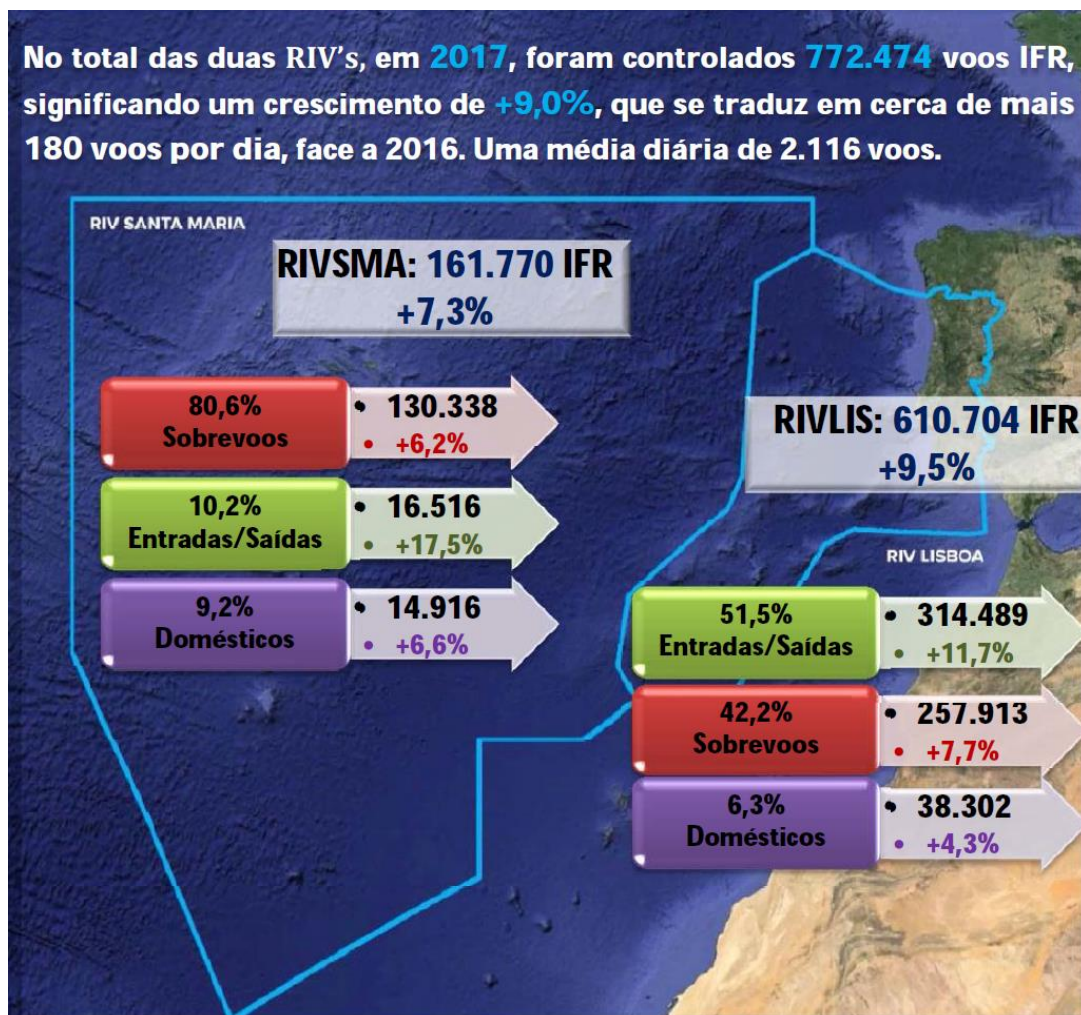 No total das duas RIV's, em 2017, foram controlados 772.474 voos IFR,
significando um crescimento de +9,0%, que se traduz em cerca de mais
180 voos por dia, face a 2016. Uma média diária de 2.116 voos.
RIV SANTA MARIA
RIVSMA: 161.770 IFR
+7,3%
80,6%
Sobrevoos
• 130.338
• +6,2%
10,2%
Entradas/Saídas
• 16.516
• +17,5%
9,2%
Domésticos
• 14.916
• +6,6%
RIVLIS: 610.704 IFR
+9,5%
RIV LISBOA
51,5%
Entradas/Saídas
• 314.489
• +11,7%
42,2%
Sobrevoos
• 257.913
• +7,7%
6,3%
Domésticos
• 38.302
• +4,3%